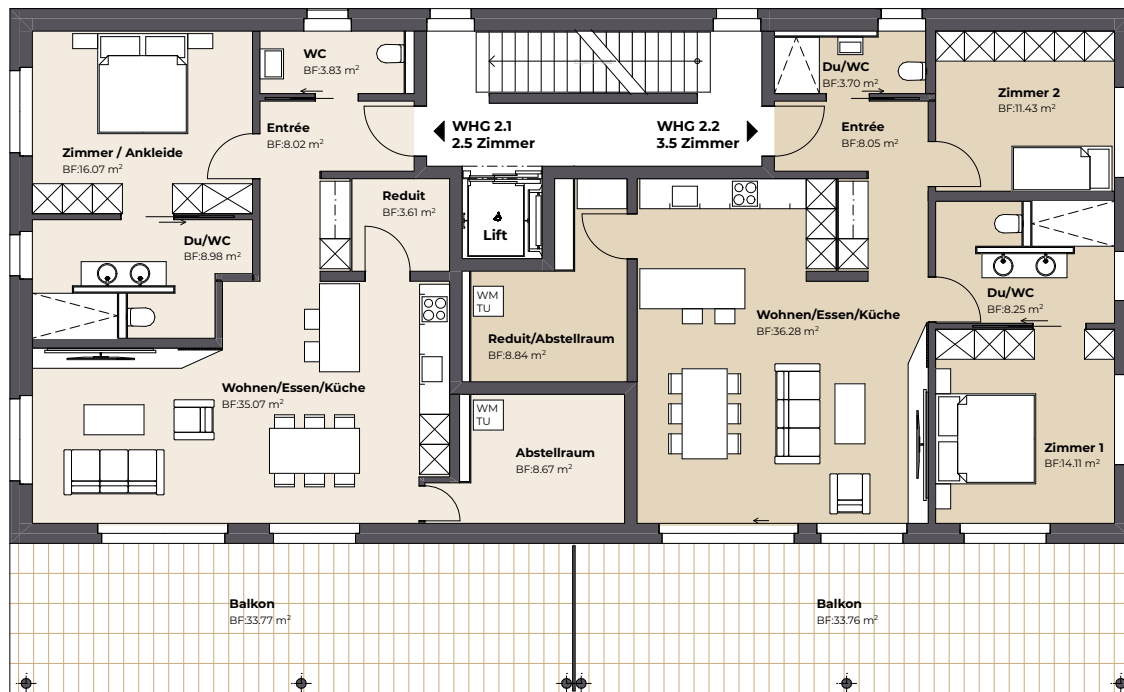 WC
BF:3.83 m²
Du/WC
BF:3.70 m²
Zimmer 2
BF:11.43 m²
Entrée
BF:8.02 m²
WHG 2.1
2.5 Zimmer
WHG 2.2
3.5 Zimmer
Entrée
BF:8.05 m²
Zimmer / Ankleide
BF:16.07 m²
Reduit
BF:3.61 m²
Lift
Du/WC
BF:8.98 m²
Du/WC
BF:8.25 m²
WM
TU
Wohnen/Essen/Küche
BF:36.28 m²
Reduit/Abstellraum
BF:8.84 m²
Wohnen/Essen/Küche
BF:35.07 m²
WM
TU
Abstellraum
BF:8.67 m²
Zimmer 1
BF:14.11 m²
Balkon
BF:33.77 m²
Balkon
BF:33.76 m²